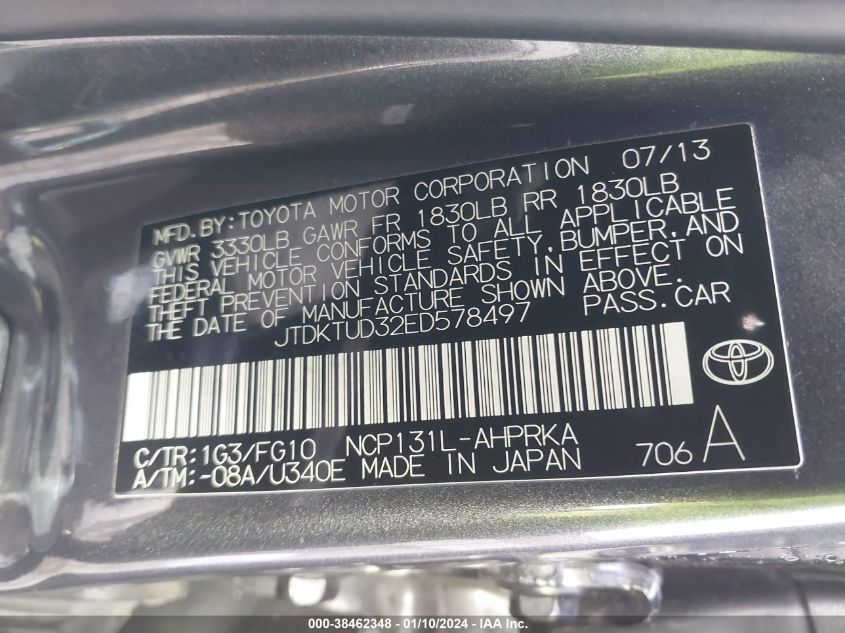 MFD. BY: TOYOTA MOTOR CORPORATION 07/13
GVWR 3330LB GAWR FR 1830LB RR 1830LB
THIS VEHICLE CONFORMS TO ALL APPLICABLE
FEDERAL MOTOR VEHICLE SAFETY, BUMPER, AND
THEFT PREVENTION STANDARDS IN EFFECT ON
THE DATE OF MANUFACTURE SHOWN ABOVE.
JTDKTUD32ED578497 PASS. CAR
C/TR: 1G3/FG10 NCP131L-AHPRKA
A/TM: -08A/U340E MADE IN JAPAN 706 A
000-38462348 - 01/10/2024 - IAA Inc.